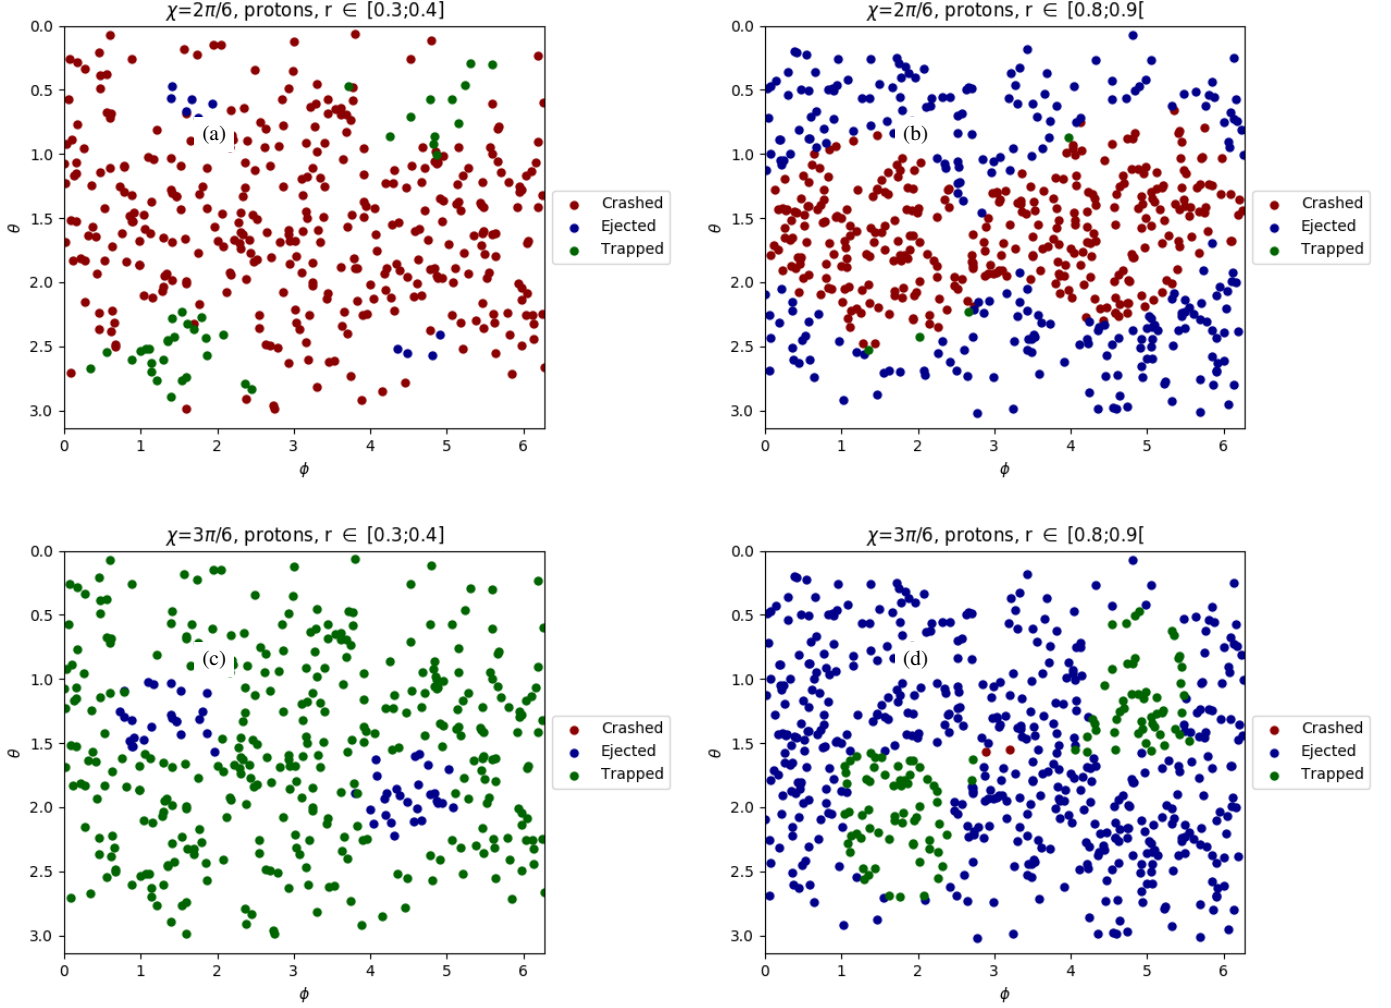 χ=2π/6, protons, r ∈ [0.3;0.4]
0.0
0.5
1.0
1.5
2.0
2.5
3.0
θ
(a)
0 1 2 3 4 5 6
ϕ
Crashed
Ejected
Trapped
χ=2π/6, protons, r ∈ [0.8;0.9[
0.0
0.5
1.0
1.5
2.0
2.5
3.0
θ
(b)
0 1 2 3 4 5 6
ϕ
Crashed
Ejected
Trapped
χ=3π/6, protons, r ∈ [0.3;0.4]
0.0
0.5
1.0
1.5
2.0
2.5
3.0
θ
(c)
0 1 2 3 4 5 6
ϕ
Crashed
Ejected
Trapped
χ=3π/6, protons, r ∈ [0.8;0.9[
0.0
0.5
1.0
1.5
2.0
2.5
3.0
θ
(d)
0 1 2 3 4 5 6
ϕ
Crashed
Ejected
Trapped